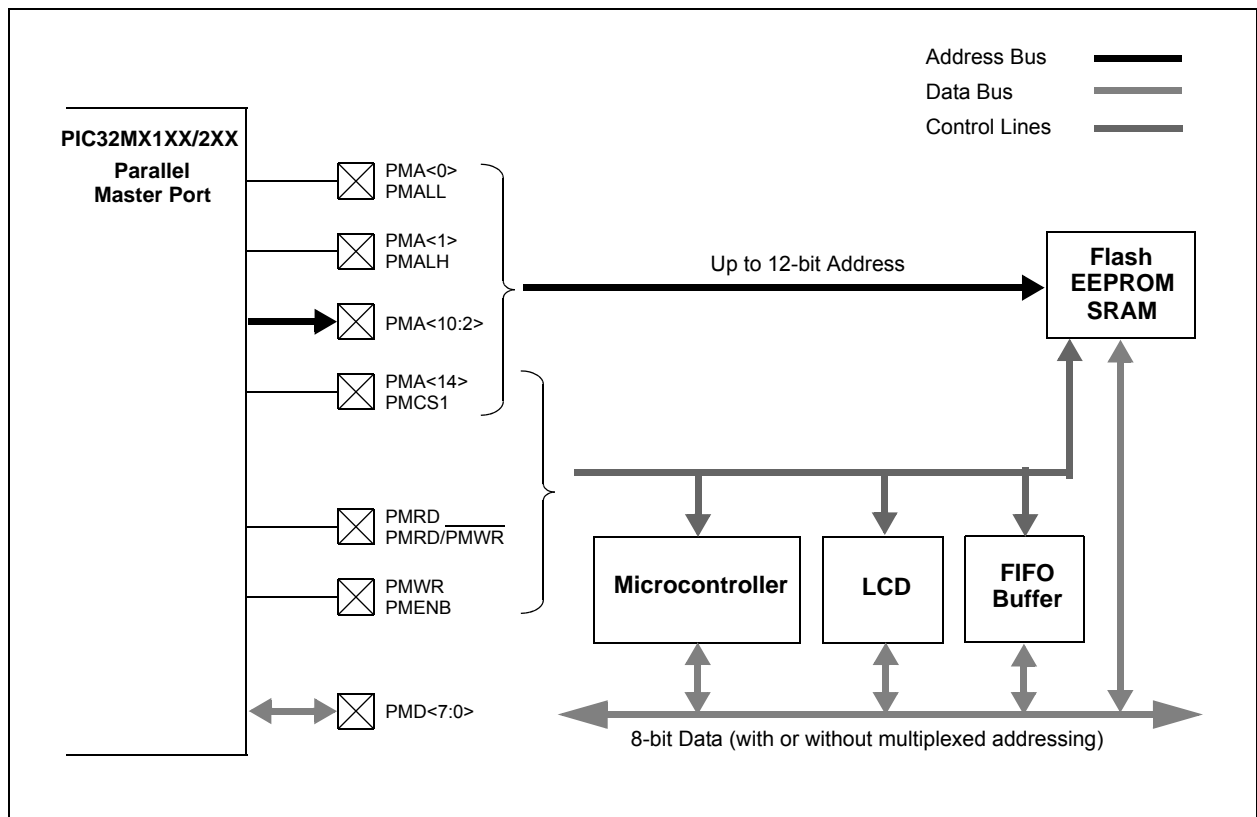 Address Bus
Data Bus
Control Lines
PIC32MX1XX/2XX
Parallel
Master Port
PMA<0>
PMALL
PMA<1>
PMALH
PMA<10:2>
PMA<14>
PMCS1
PMRD
PMRD/PMWR
PMWR
PMENB
PMD<7:0>
Up to 12-bit Address
Flash
EEPROM
SRAM
Microcontroller
LCD
FIFO
Buffer
8-bit Data (with or without multiplexed addressing)